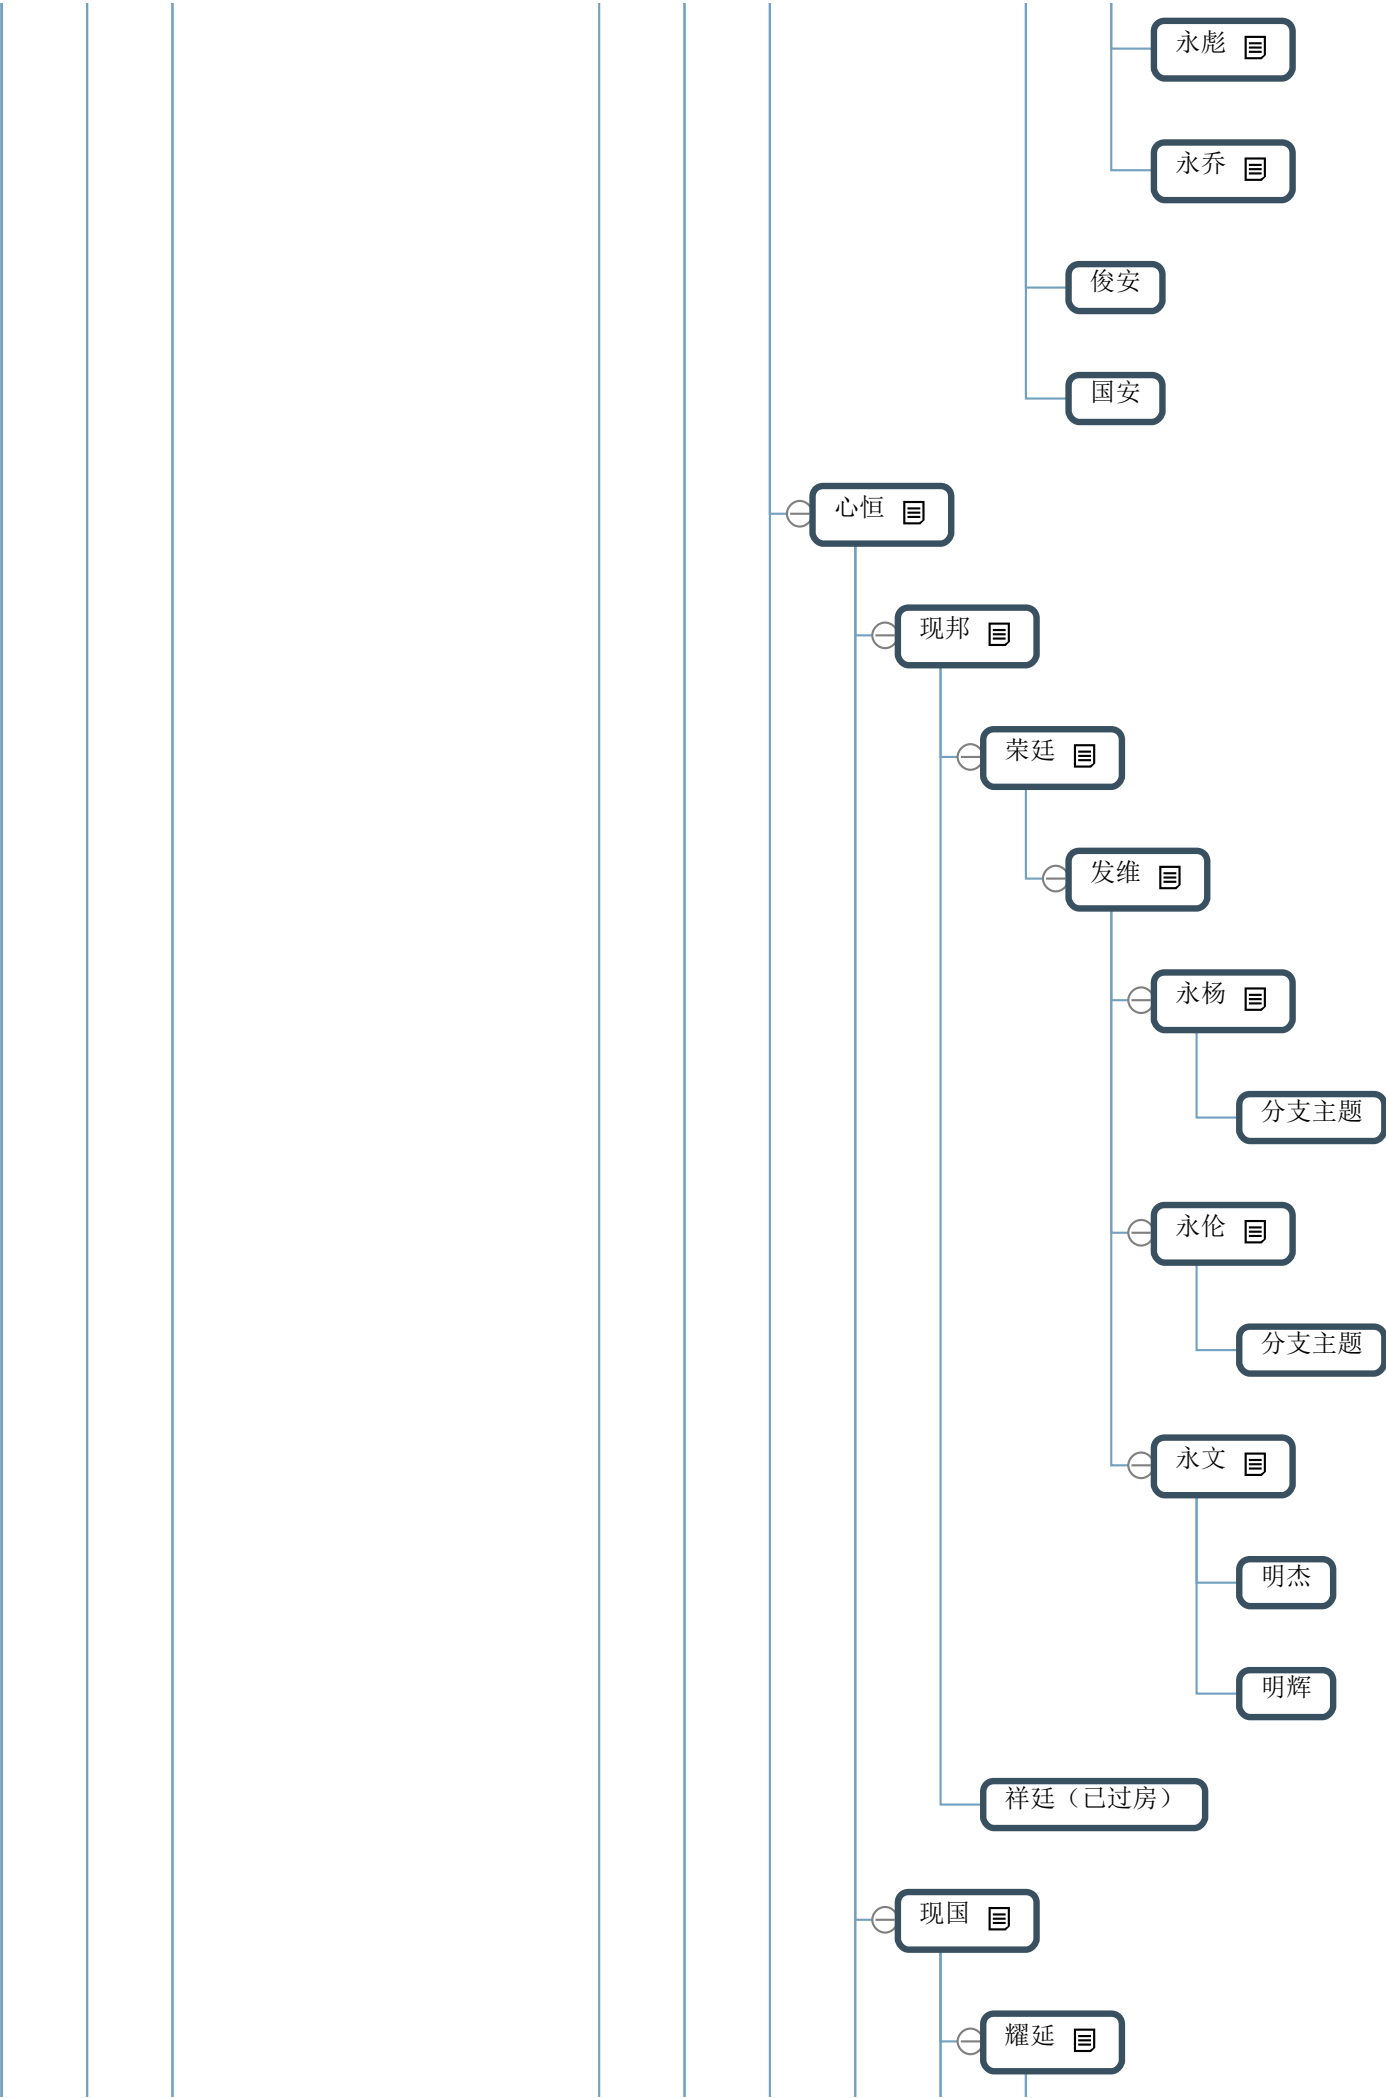 永彪
永乔
俊安
国安
心恒
现邦
荣廷
发维
永杨
分支主题
永伦
分支主题
永文
明杰
明辉
祥廷（已过房）
现国
耀延